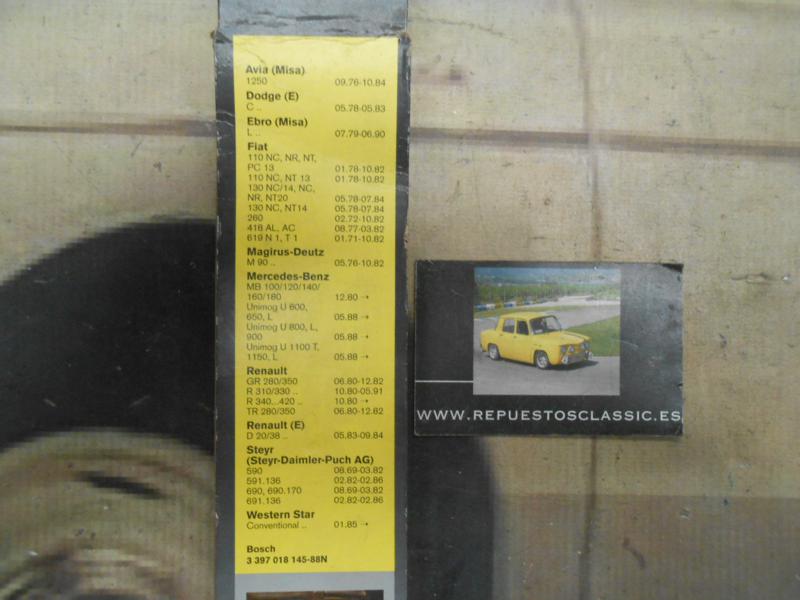 Avia (Misa)
1250 .. 09.76-10.84
Dodge (E)
C .. 05.78-05.83
Ebro (Misa)
L .. 07.79-06.90
Fiat
110 NC, NR, NT,
PC 13 01.78-10.82
110 NC, NT 13 01.78-10.82
130 NC/14, NC,
NR, NT20 05.78-07.84
130 NC, NT14 05.78-07.84
260 02.72-10.82
418 AL, AC 08.77-03.82
619 N 1, T 1 01.71-10.82
Magirus-Deutz
M 90 .. 05.76-10.82
Mercedes-Benz
MB 100/120/140/
160/180 12.80 →
Unimog U 600,
650, L 05.88 →
Unimog U 800, L,
900 05.88 →
Unimog U 1100 T,
1150, L 05.88 →
Renault
GR 280/350 06.80-12.82
R 310/330 .. 10.80-05.91
R 340...420 .. 10.80 →
TR 280/350 06.80-12.82
Renault (E)
D 20/38 .. 05.83-09.84
Steyr
(Steyr-Daimler-Puch AG)
590 08.69-03.82
591.136 02.82-02.86
690, 690.170 08.69-03.82
691.136 02.82-02.86
Western Star
Conventional .. 01.85 →
Bosch
3 397 018 145-88N
WWW.REPUESTOSCLASSIC.ES